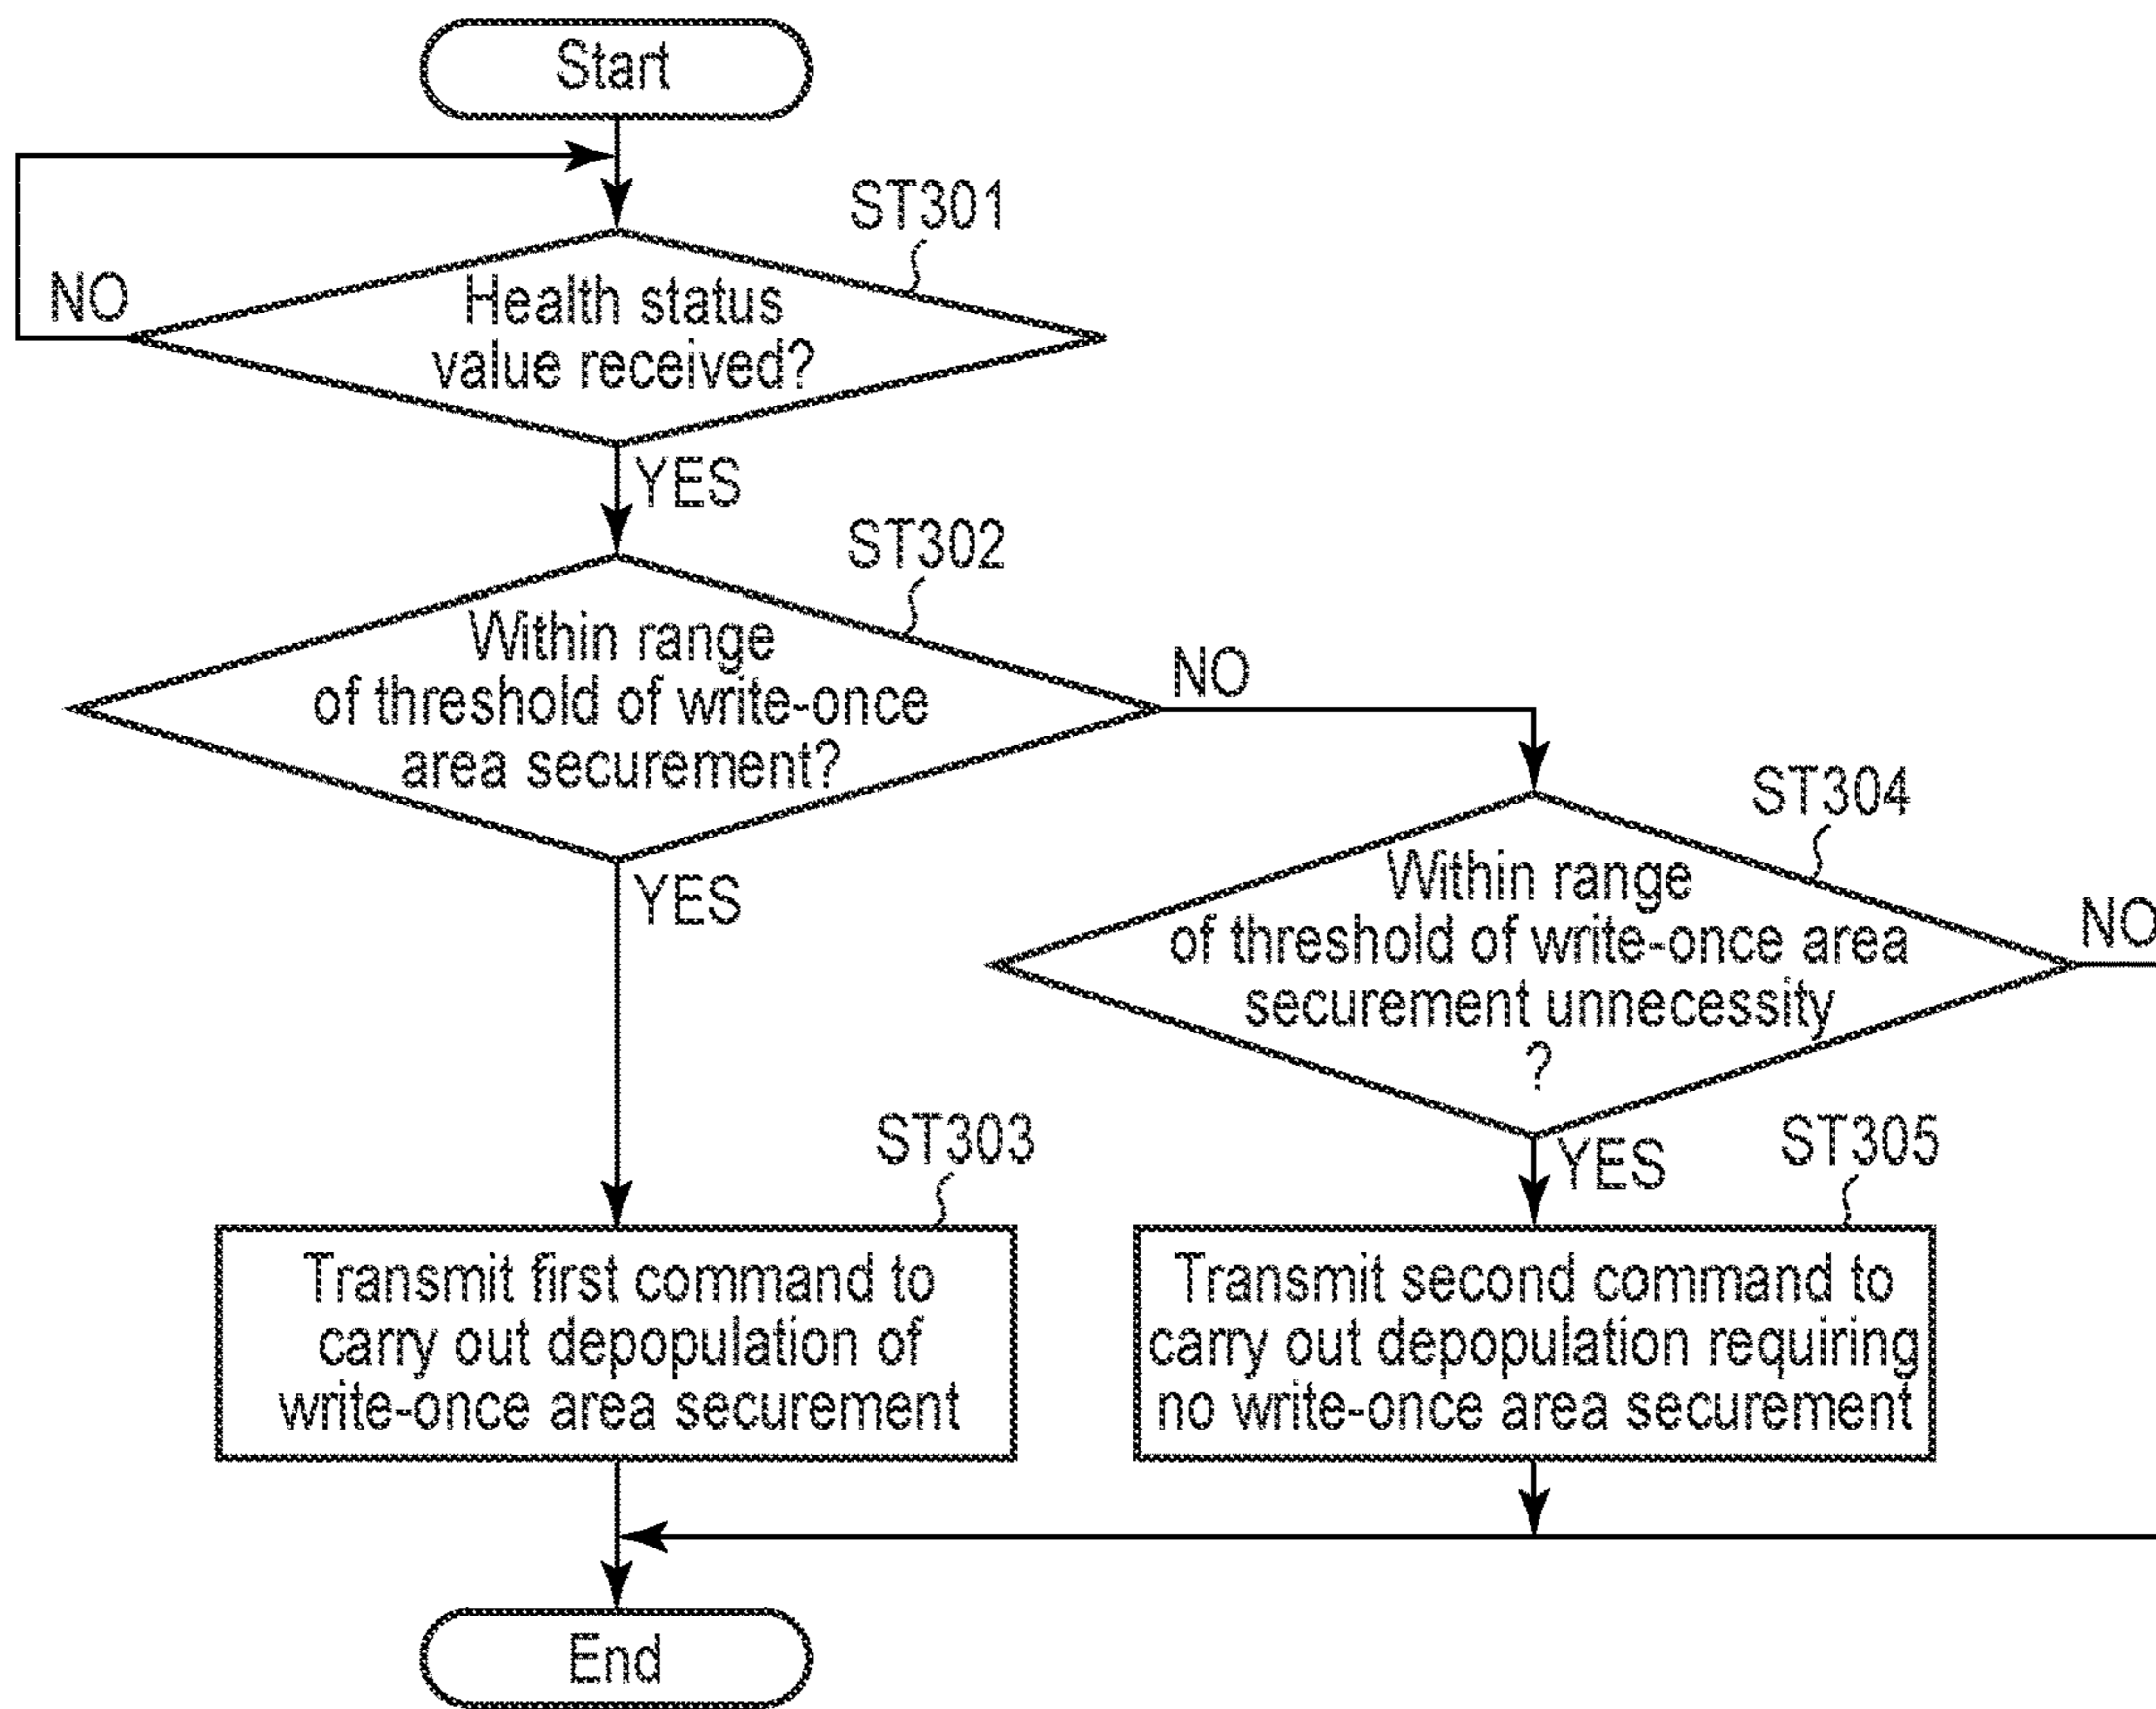 Start
ST301
NO
Health status
value received?
YES
ST302
Within range
of threshold of write-once
area securement?
NO
YES
ST304
Within range
of threshold of write-once area
securement unnecessity
?
NO
YES
ST303
Transmit first command to
carry out depopulation of
write-once area securement
ST305
Transmit second command to
carry out depopulation requiring
no write-once area securement
End